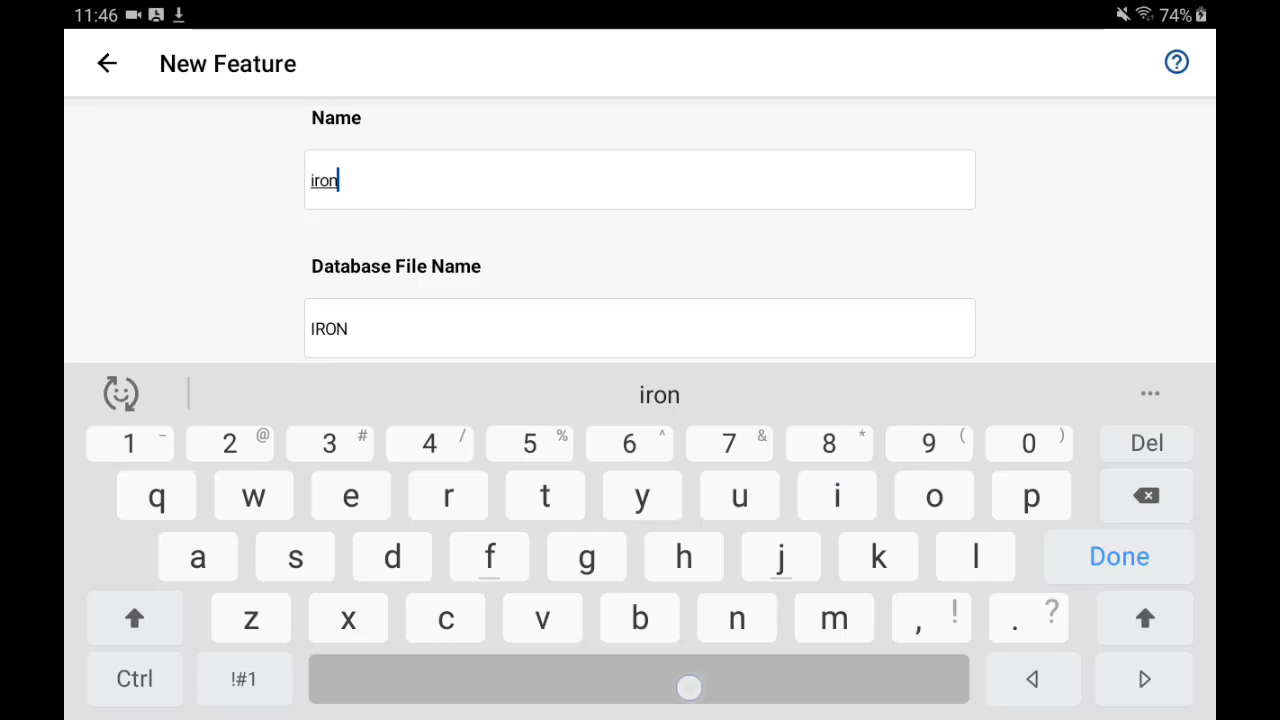 11:46
74%
New Feature
Name
iron
Database File Name
IRON
iron
1 - 2 @ 3 # 4 / 5 % 6 ^ 7 & 8 * 9 ( 0 ) Del
q w e r t y u i o p
a s d f g h j k l Done
z x c v b n m , ! . ?
Ctrl !#1